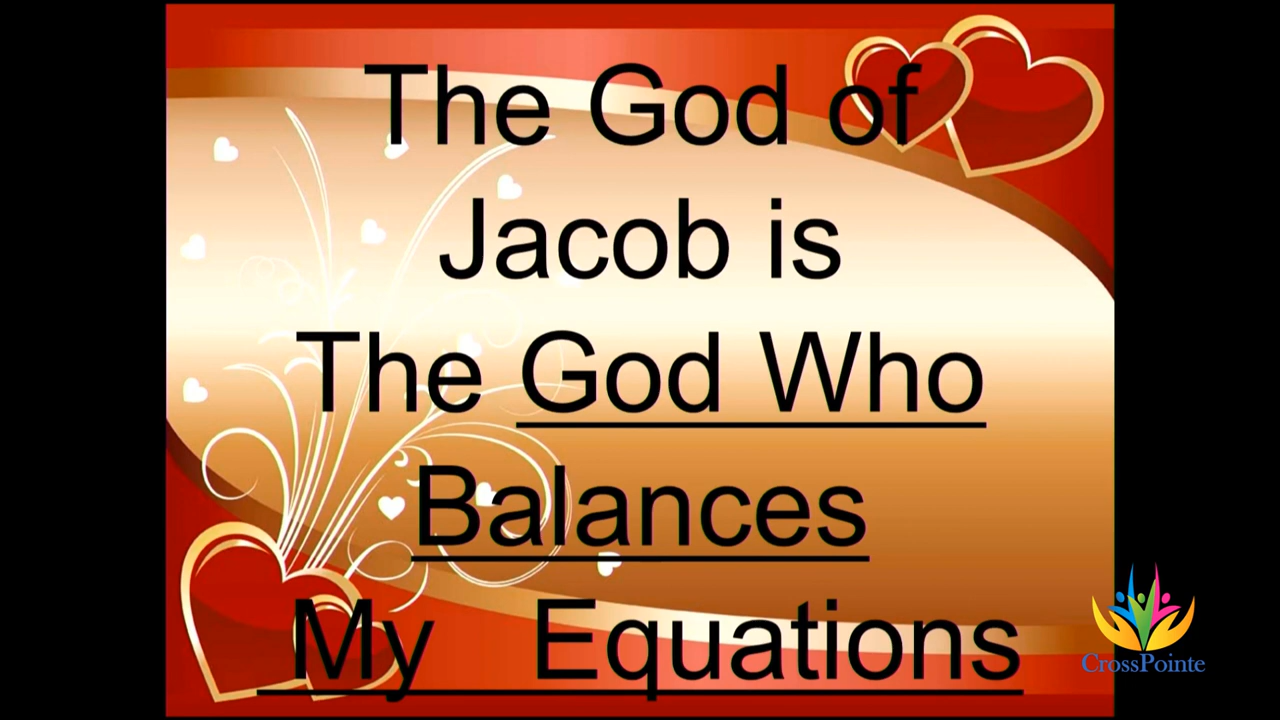 The God of
Jacob is
The God Who
Balances
My Equations
CrossPointe